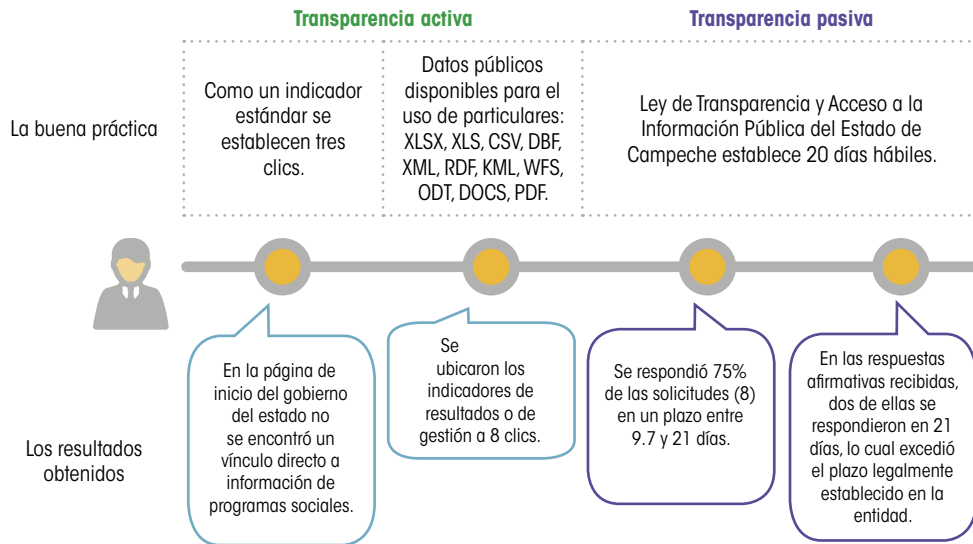 Transparencia activa
Transparencia pasiva
La buena práctica
Como un indicador
estándar se
establecen tres
clics.
Datos públicos
disponibles para el
uso de particulares:
XLSX, XLS, CSV, DBF,
XML, RDF, KML, WFS,
ODT, DOCS, PDF.
Ley de Transparencia y Acceso a la
Información Pública del Estado de
Campeche establece 20 días hábiles.
Los resultados
obtenidos
En la página de
inicio del gobierno
del estado no
se encontró un
vínculo directo a
información de
programas sociales.
Se
ubicaron los
indicadores de
resultados o de
gestión a 8 clics.
Se respondió 75%
de las solicitudes (8)
en un plazo entre
9.7 y 21 días.
En las respuestas
afirmativas recibidas,
dos de ellas se
respondieron en 21
días, lo cual excedió
el plazo legalmente
establecido en la
entidad.